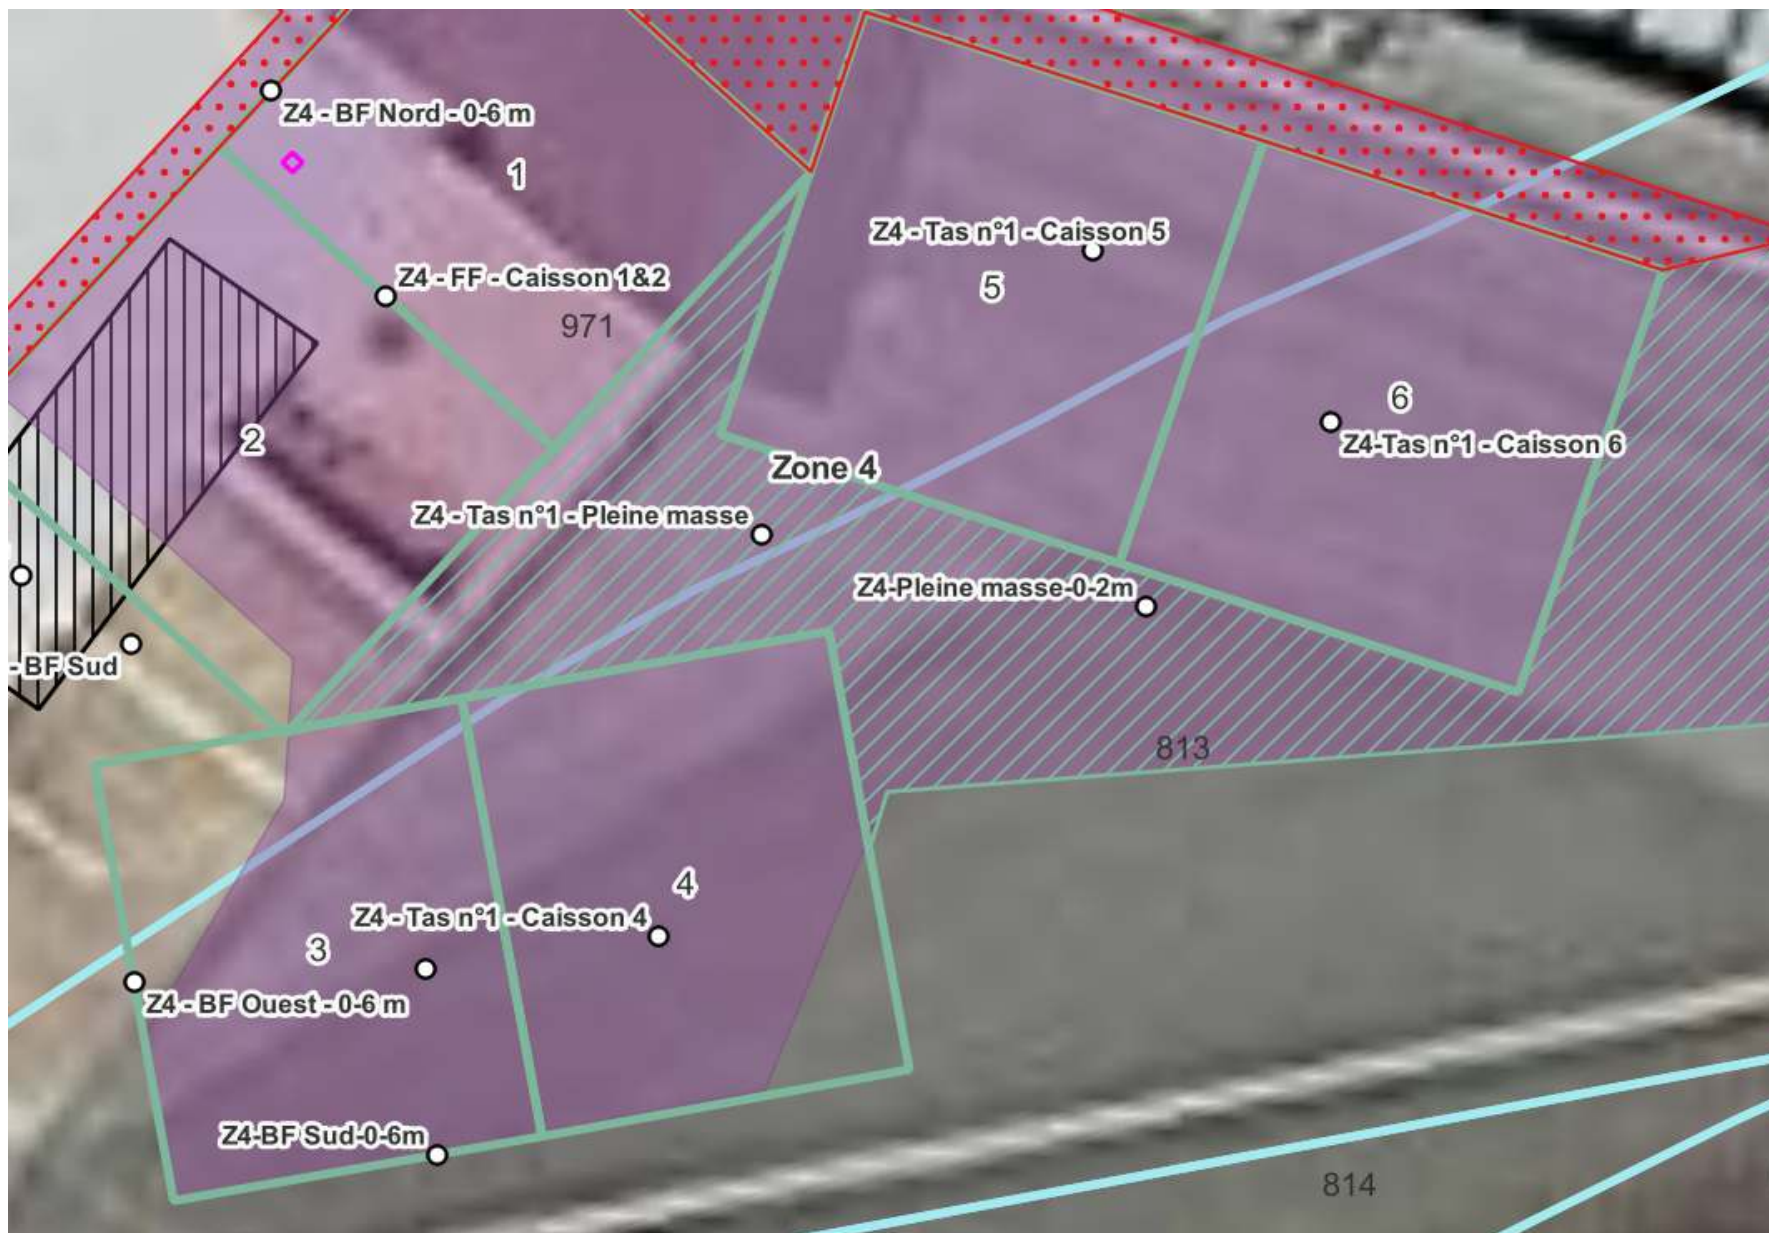 Z4 - BF Nord - 0-6 m
1
Z4 - Tas n°1 - Caisson 5
Z4 - FF - Caisson 1&2
5
971
6
2
Z4-Tas n°1 - Caisson 6
Zone 4
Z4 - Tas n°1 - Pleine masse
Z4-Pleine masse-0-2m
- BF Sud
813
4
Z4 - Tas n°1 - Caisson 4
3
Z4 - BF Ouest - 0-6 m
Z4-BF Sud-0-6m
814